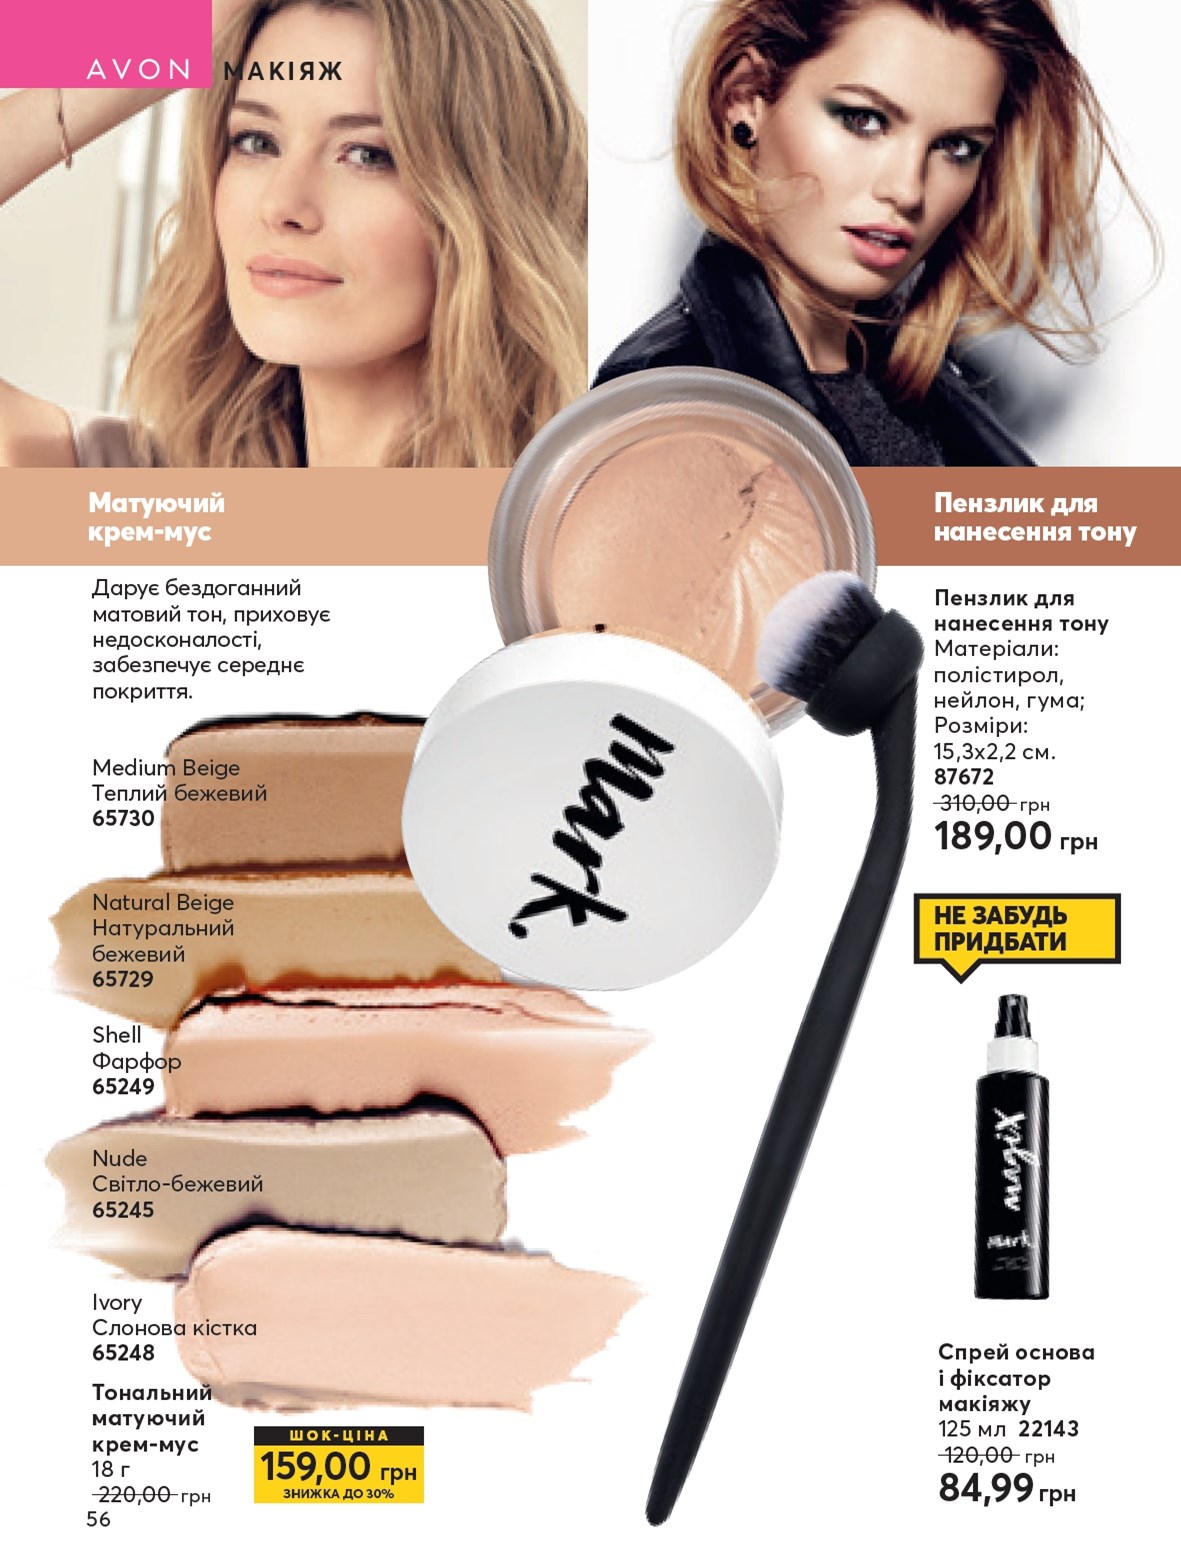 AVON МАКІЯЖ
Матуючий
крем-мус
Дарує бездоганний
матовий тон, приховує
недосконалості,
забезпечує середнє
покриття.
Medium Beige
Теплий бежевий
65730
Natural Beige
Натуральний
бежевий
65729
Shell
Фарфор
65249
Nude
Світло-бежевий
65245
Ivory
Слонова кістка
65248
Тональний
матуючий
крем-мус
18 г
220,00 грн
ШОК-ЦІНА
159,00 грн
ЗНИЖКА ДО 30%
mark.
Пензлик для
нанесення тону
Пензлик для
нанесення тону
Матеріали:
полістирол,
нейлон, гума;
Розміри:
15,3х2,2 см.
87672
310,00 грн
189,00 грн
НЕ ЗАБУДЬ
ПРИДБАТИ
magix
mark.
Спрей основа
і фіксатор
макіяжу
125 мл 22143
120,00 грн
84,99 грн
56